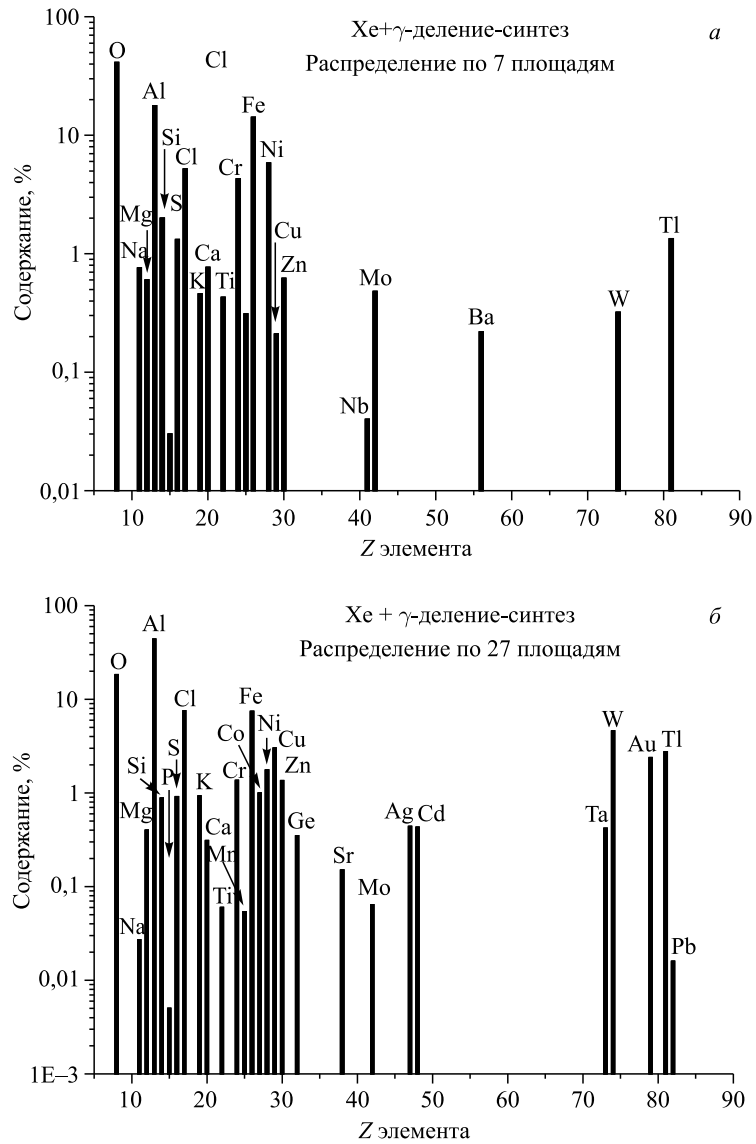 Xe+γ-деление-синтез
а
Распределение по 7 площадям
Содержание, %
100
10
1
0,1
0,01
O
Cl
Al
Si
Fe
Cl
Cr
Ni
Mg
S
Cu
Na
Ca
Zn
K
Ti
Nb
Mo
Ba
W
Tl
10 20 30 40 50 60 70 80 90
Z элемента
Xe + γ-деление-синтез
б
Распределение по 27 площадям
Содержание, %
100
10
1
0,1
0,01
1E–3
O
Al
Cl
Fe
Co
Ni
Cu
Si
P
S
K
Cr
Zn
Mg
Ca
Mn
Ge
Na
Ti
Sr
Mo
Ag
Cd
Ta
W
Au
Tl
Pb
10 20 30 40 50 60 70 80 90
Z элемента